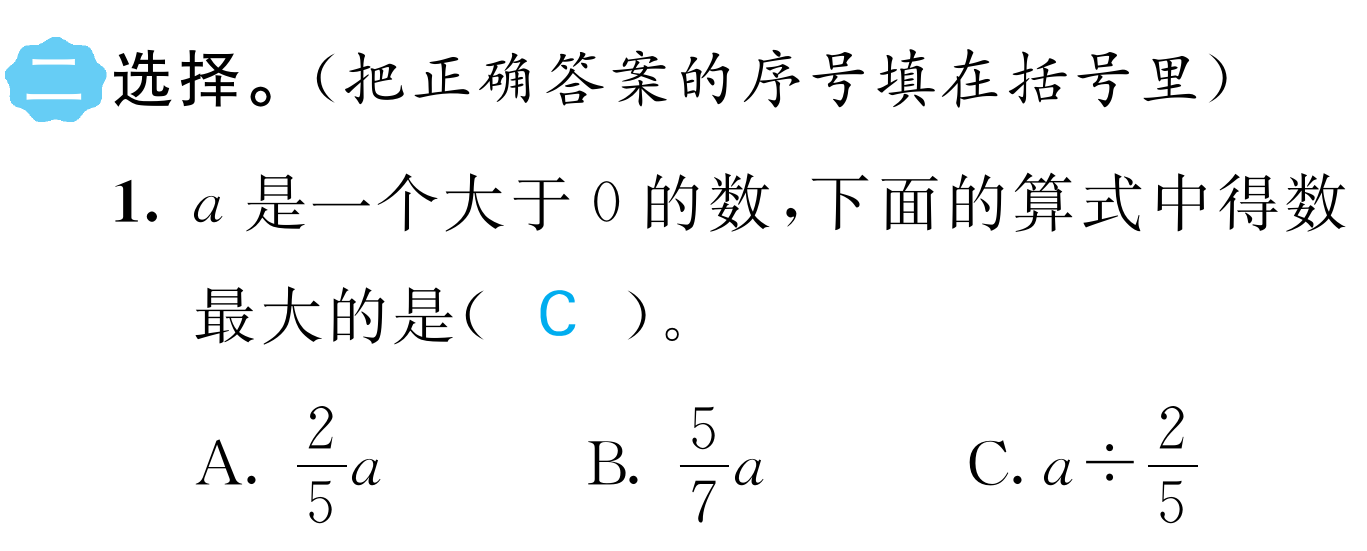 二 选择。(把正确答案的序号填在括号里)
1. a 是一个大于 0 的数,下面的算式中得数
最大的是( C )。
A. 2/5 a B. 5/7 a C. a÷2/5